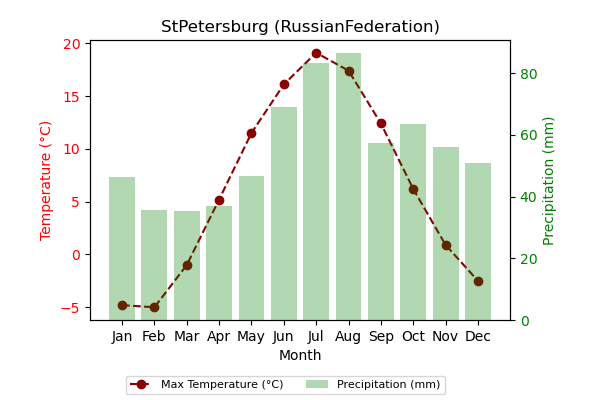 StPetersburg (RussianFederation)
20
15
10
5
0
−5
Temperature (°C)
80
60
40
20
0
Precipitation (mm)
Jan Feb Mar Apr May Jun Jul Aug Sep Oct Nov Dec
Month
Max Temperature (°C) Precipitation (mm)